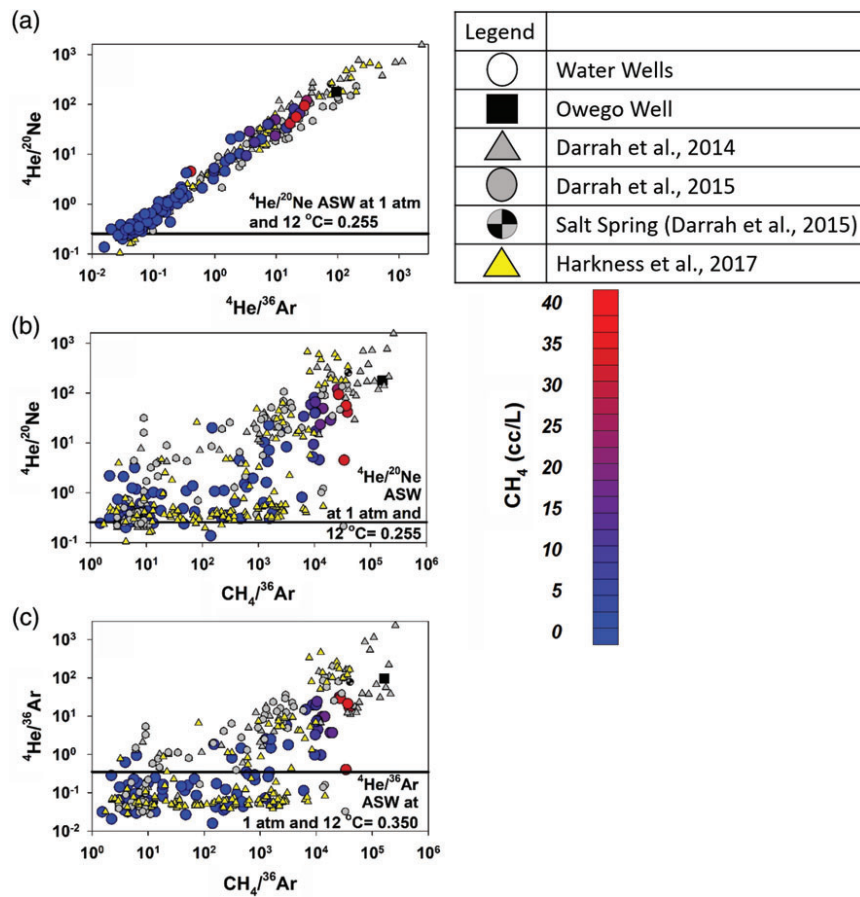 (a)
10³
10²
10¹
10⁰
10⁻¹
⁴He/²⁰Ne
⁴He/²⁰Ne ASW at 1 atm
and 12 °C= 0.255
10⁻² 10⁻¹ 10⁰ 10¹ 10² 10³
⁴He/³⁶Ar
Legend
Water Wells
Owego Well
Darrah et al., 2014
Darrah et al., 2015
Salt Spring (Darrah et al., 2015)
Harkness et al., 2017
(b)
10³
10²
10¹
10⁰
10⁻¹
⁴He/²⁰Ne
⁴He/²⁰Ne
ASW
at 1 atm and
12 °C= 0.255
10⁰ 10¹ 10² 10³ 10⁴ 10⁵ 10⁶
CH₄/³⁶Ar
40
35
30
25
20
15
10
5
0
CH₄ (cc/L)
(c)
10³
10²
10¹
10⁰
10⁻¹
10⁻²
⁴He/³⁶Ar
⁴He/³⁶Ar
ASW at
1 atm and 12 °C= 0.350
10⁰ 10¹ 10² 10³ 10⁴ 10⁵ 10⁶
CH₄/³⁶Ar